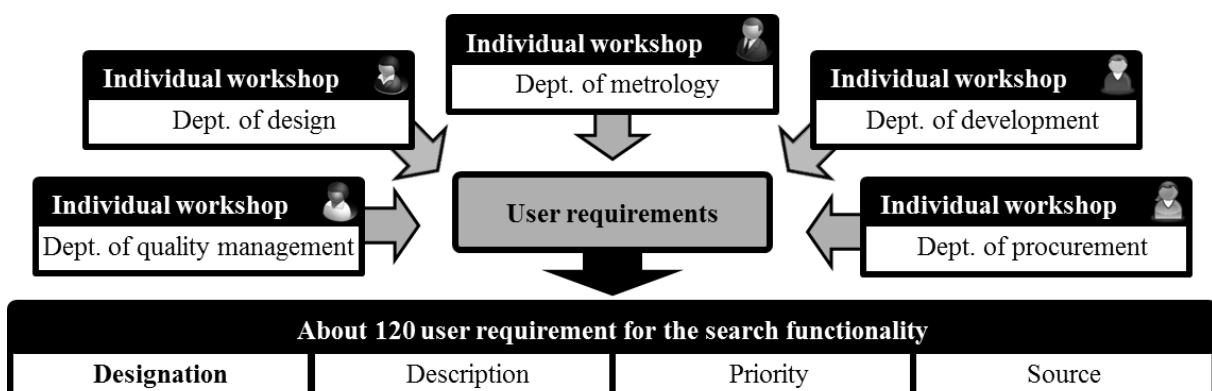 Individual workshop
Dept. of metrology
Individual workshop
Dept. of design
Individual workshop
Dept. of development
Individual workshop
Dept. of quality management
User requirements
Individual workshop
Dept. of procurement
About 120 user requirement for the search functionality
Designation Description Priority Source